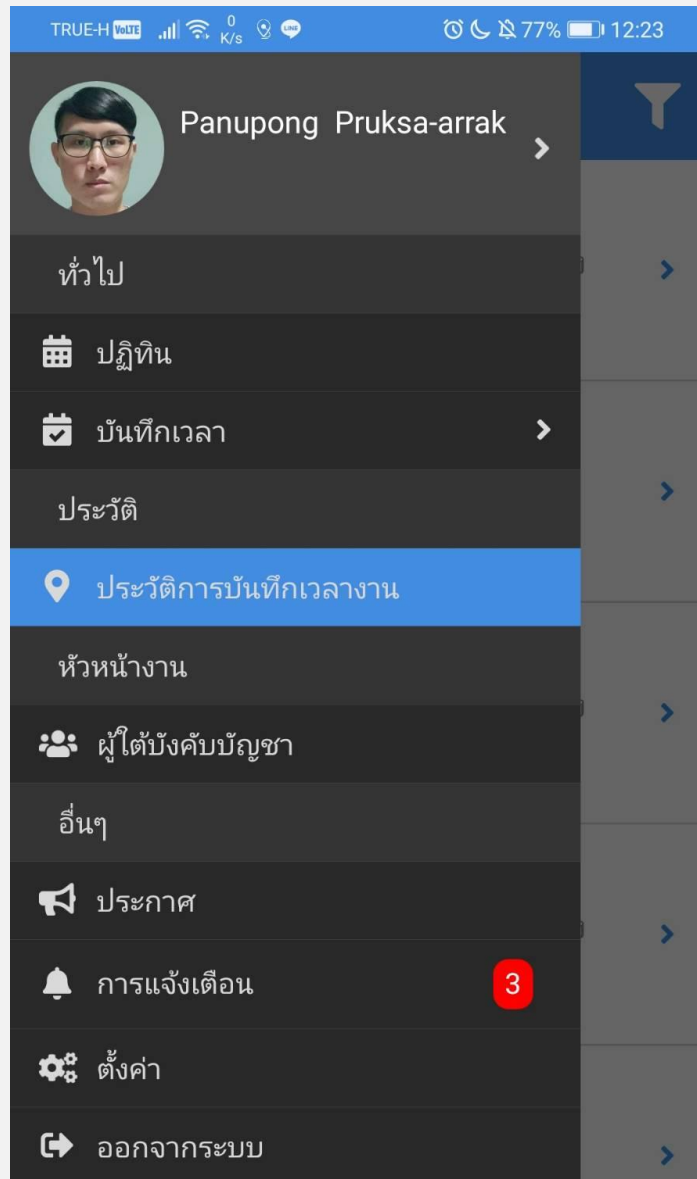 TRUE-H VoLTE 0 K/s LINE 77% 12:23
Panupong Pruksa-arrak
ทั่วไป
ปฏิทิน
บันทึกเวลา
ประวัติ
ประวัติการบันทึกเวลางาน
หัวหน้างาน
ผู้ใต้บังคับบัญชา
อื่นๆ
ประกาศ
การแจ้งเตือน 3
ตั้งค่า
ออกจากระบบ